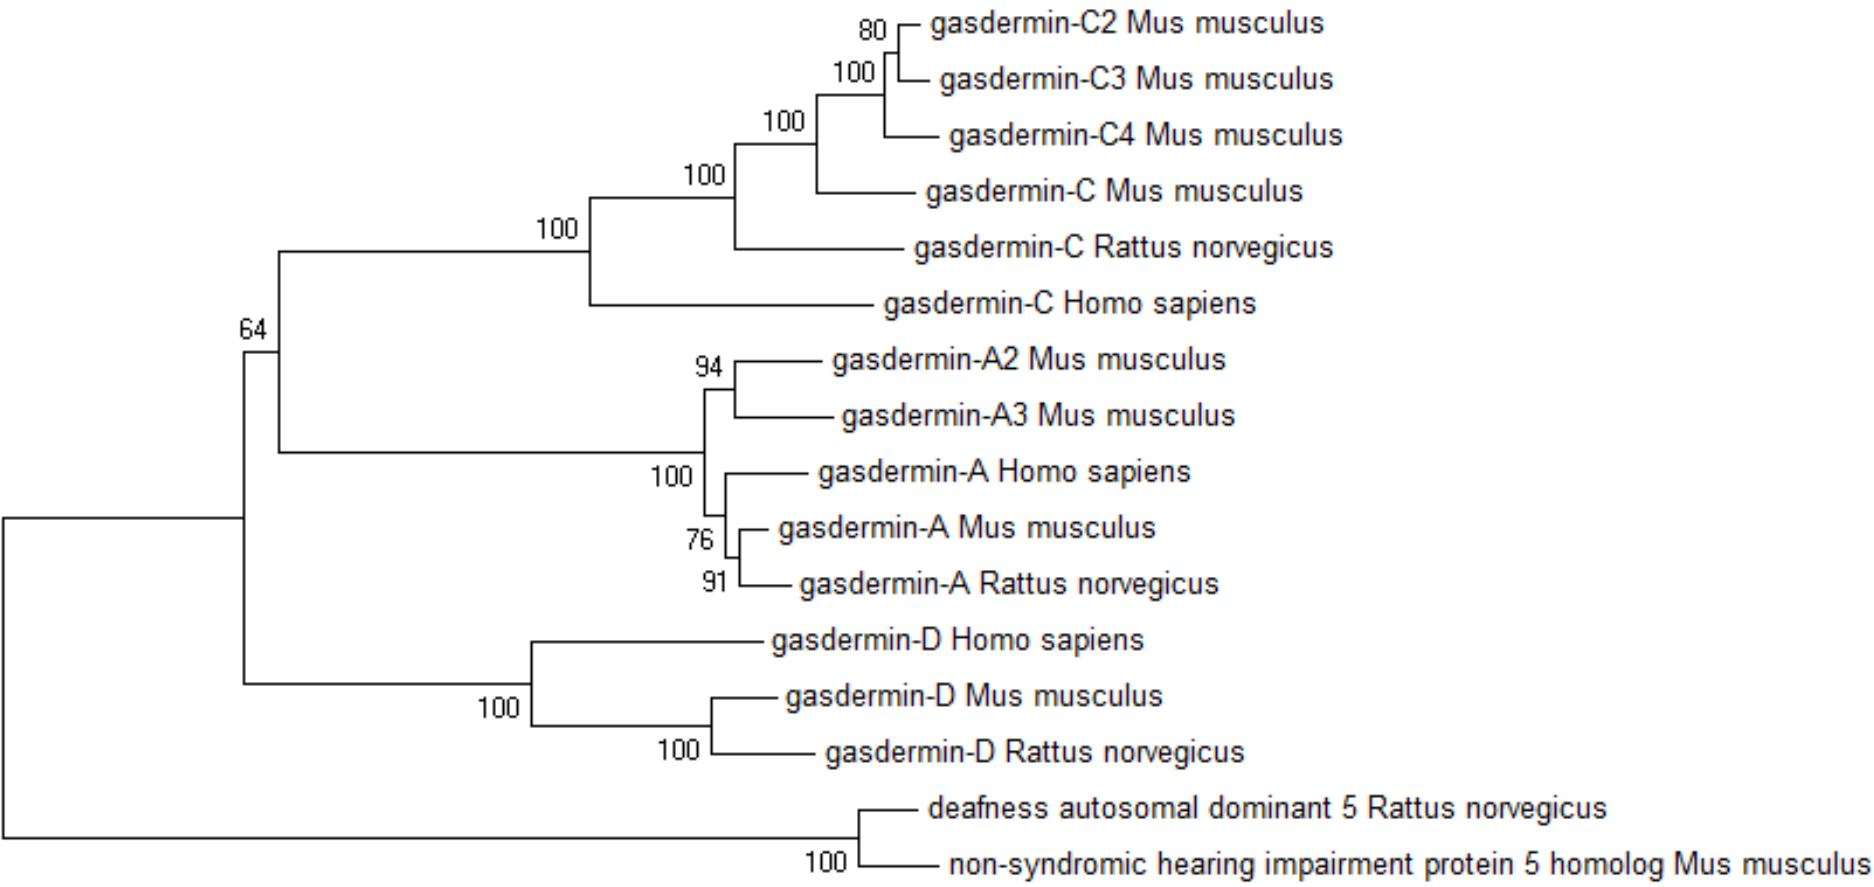 80
gasdermin-C2 Mus musculus
100
gasdermin-C3 Mus musculus
100
gasdermin-C4 Mus musculus
100
gasdermin-C Mus musculus
100
gasdermin-C Rattus norvegicus
gasdermin-C Homo sapiens
64
94
gasdermin-A2 Mus musculus
gasdermin-A3 Mus musculus
100
gasdermin-A Homo sapiens
76
gasdermin-A Mus musculus
91
gasdermin-A Rattus norvegicus
gasdermin-D Homo sapiens
100
gasdermin-D Mus musculus
100
gasdermin-D Rattus norvegicus
deafness autosomal dominant 5 Rattus norvegicus
100
non-syndromic hearing impairment protein 5 homolog Mus musculus